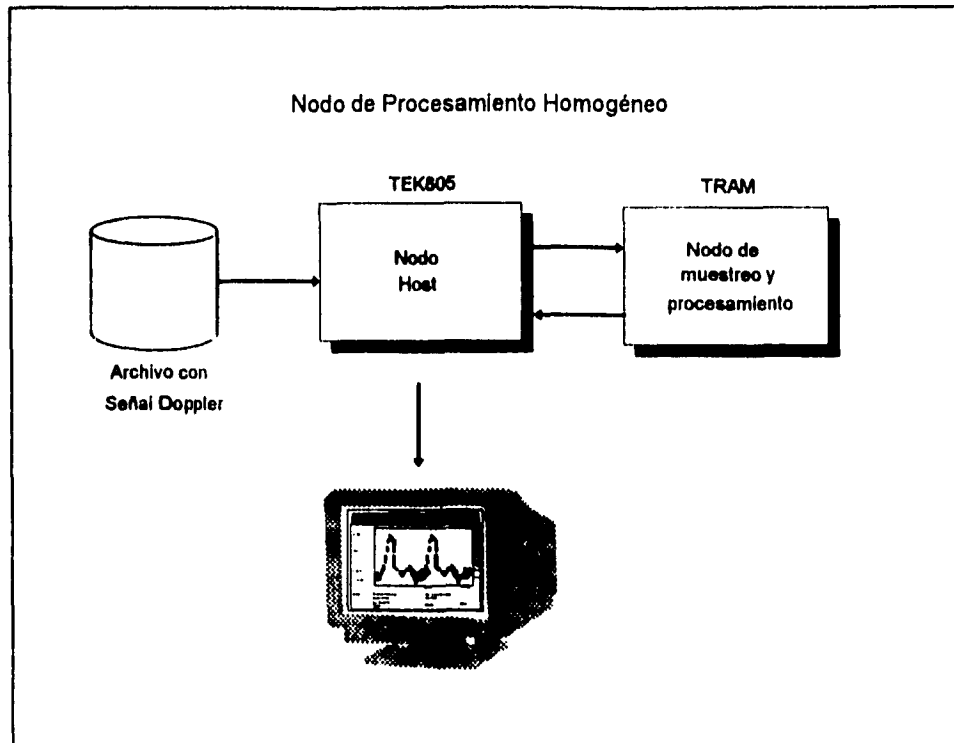 Nodo de Procesamiento Homogéneo
TEK805
TRAM
Nodo
Host
Nodo de
muestreo y
procesamiento
Archivo con
Señal Doppler